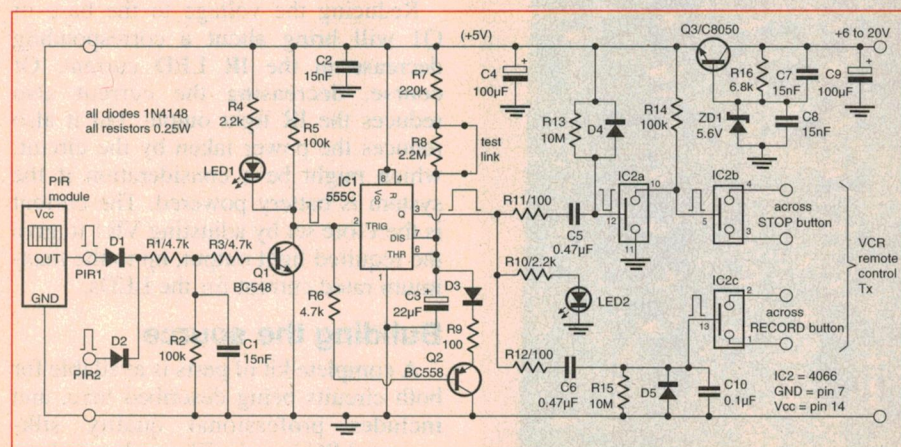 Q3/C8050
(+5V)
+6 to 20V
C2
15nF
R7
220k
C4
100µF
+
R16
6.8k
C7
15nF
C9
100µF
+
R4
2.2k
all diodes 1N4148
all resistors 0.25W
R5
100k
R8
2.2M
test
link
R13
10M
D4
R14
100k
ZD1
5.6V
C8
15nF
LED1
IC1
555C
8
4
V+
R
PIR
module
Vcc
OUT
GND
PIR1
D1
R1/4.7k
R3/4.7k
Q1
BC548
2
TRIG
Q
3
DIS
7
THR
6
1
R11/100
C5
0.47µF
IC2a
10
12
11
IC2b
4
5
3
across
STOP button
R10/2.2k
LED2
VCR
remote
control
Tx
R6
4.7k
C3
22µF
+
D3
R9
100
Q2
BC558
IC2c
2
13
1
across
RECORD button
D2
PIR2
R2
100k
C1
15nF
R12/100
C6
0.47µF
R15
10M
D5
C10
0.1µF
IC2 = 4066
GND = pin 7
Vcc = pin 14